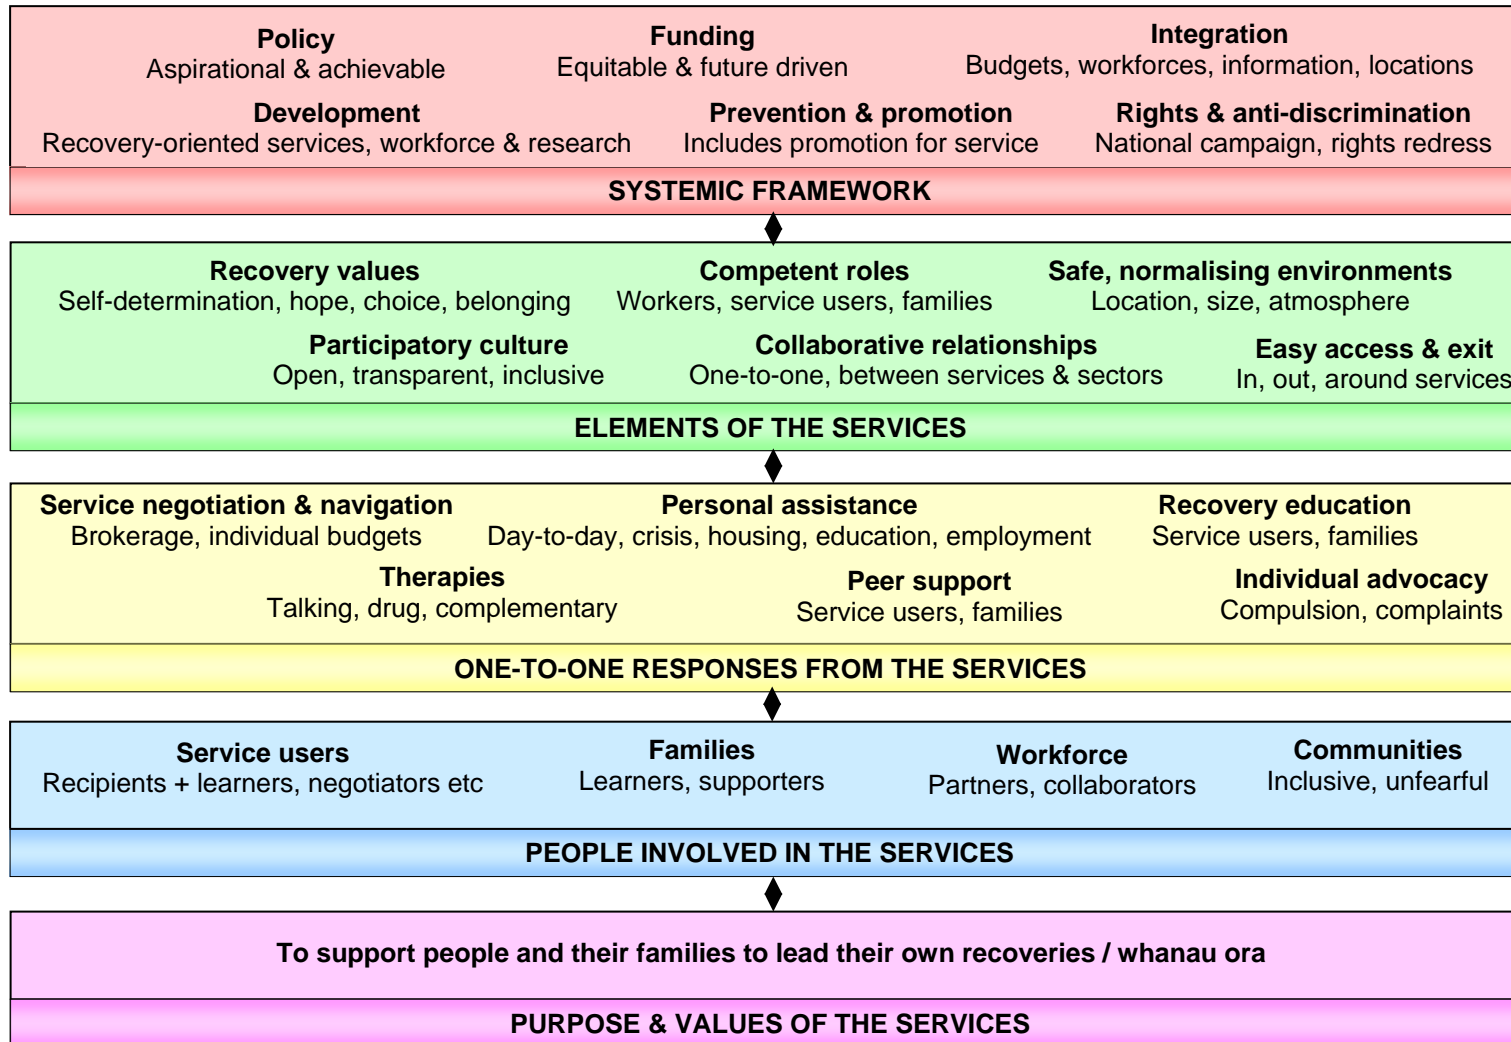 Policy
Aspirational & achievable
Funding
Equitable & future driven
Integration
Budgets, workforces, information, locations
Development
Recovery-oriented services, workforce & research
Prevention & promotion
Includes promotion for service
Rights & anti-discrimination
National campaign, rights redress
SYSTEMIC FRAMEWORK
Recovery values
Self-determination, hope, choice, belonging
Competent roles
Workers, service users, families
Safe, normalising environments
Location, size, atmosphere
Participatory culture
Open, transparent, inclusive
Collaborative relationships
One-to-one, between services & sectors
Easy access & exit
In, out, around services
ELEMENTS OF THE SERVICES
Service negotiation & navigation
Brokerage, individual budgets
Personal assistance
Day-to-day, crisis, housing, education, employment
Recovery education
Service users, families
Therapies
Talking, drug, complementary
Peer support
Service users, families
Individual advocacy
Compulsion, complaints
ONE-TO-ONE RESPONSES FROM THE SERVICES
Service users
Recipients + learners, negotiators etc
Families
Learners, supporters
Workforce
Partners, collaborators
Communities
Inclusive, unfearful
PEOPLE INVOLVED IN THE SERVICES
To support people and their families to lead their own recoveries / whanau ora
PURPOSE & VALUES OF THE SERVICES